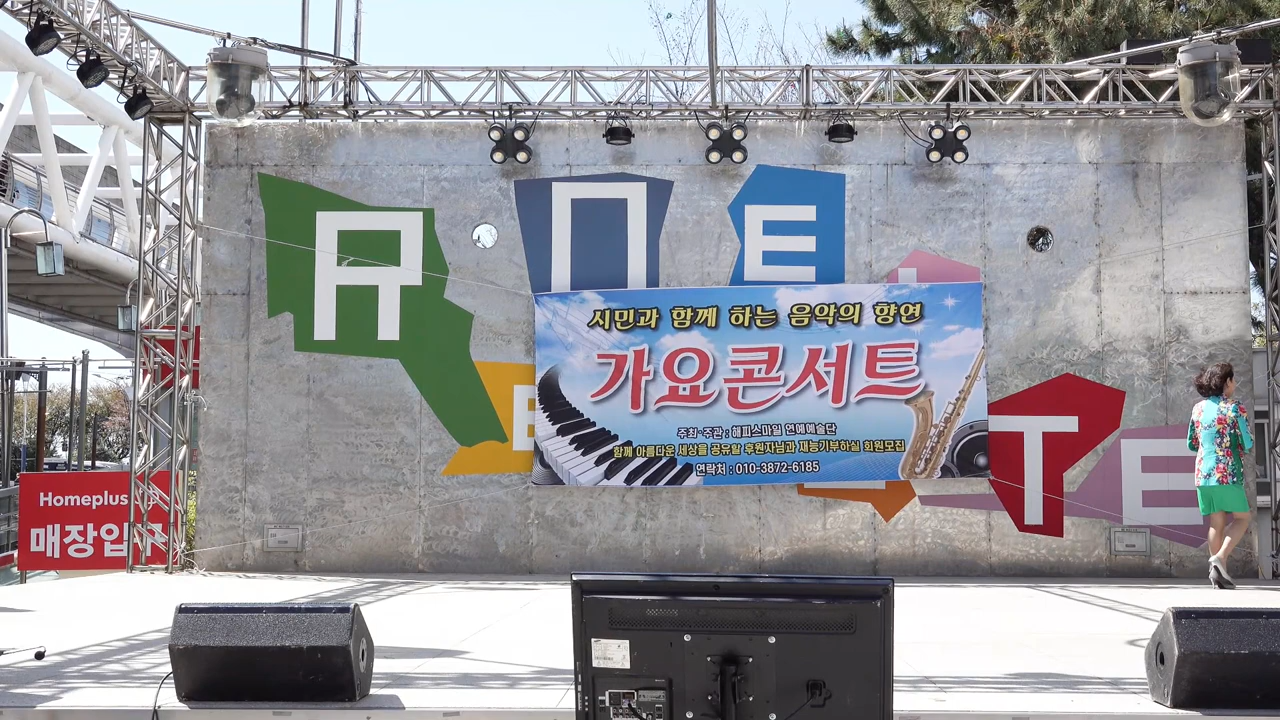 시민과 함께 하는 음악의 향연
가요콘서트
주최·주관 : 해피스마일 연예예술단
함께 아름다운 세상을 공유할 후원자님과 재능기부하실 회원모집
연락처 : 010-3872-6185
E
T
E
Homeplus
매장입구